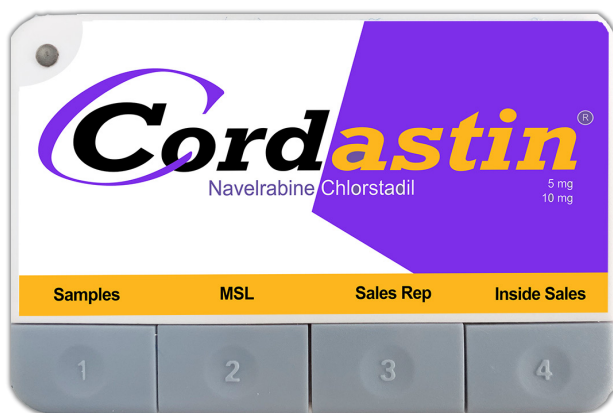 Cordastin®
Navelrabine Chlorstadil
5 mg
10 mg
Samples MSL Sales Rep Inside Sales
1 2 3 4